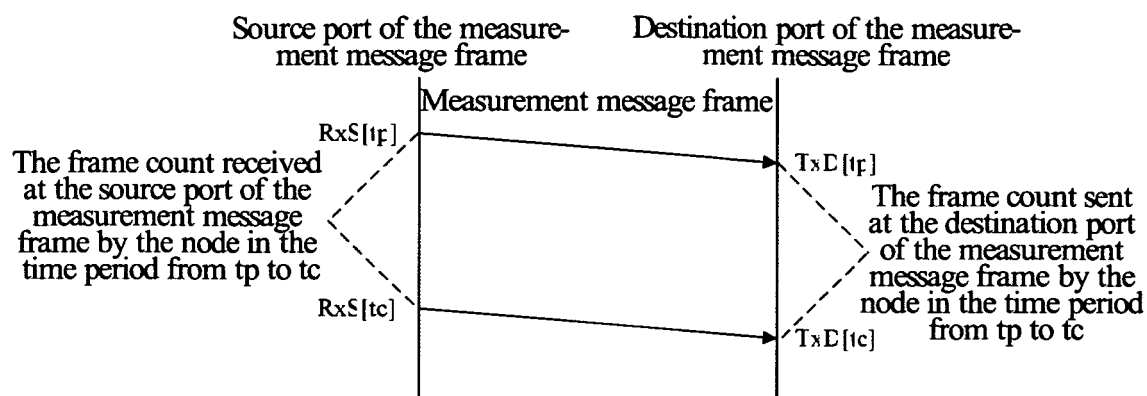 Source port of the measure-
ment message frame
Destination port of the measure-
ment message frame
Measurement message frame
RxS[tp]
TxD[tp]
The frame count received
at the source port of the
measurement message
frame by the node in the
time period from tp to tc
The frame count sent
at the destination port
of the measurement
message frame by the
node in the time period
from tp to tc
RxS[tc]
TxD[tc]